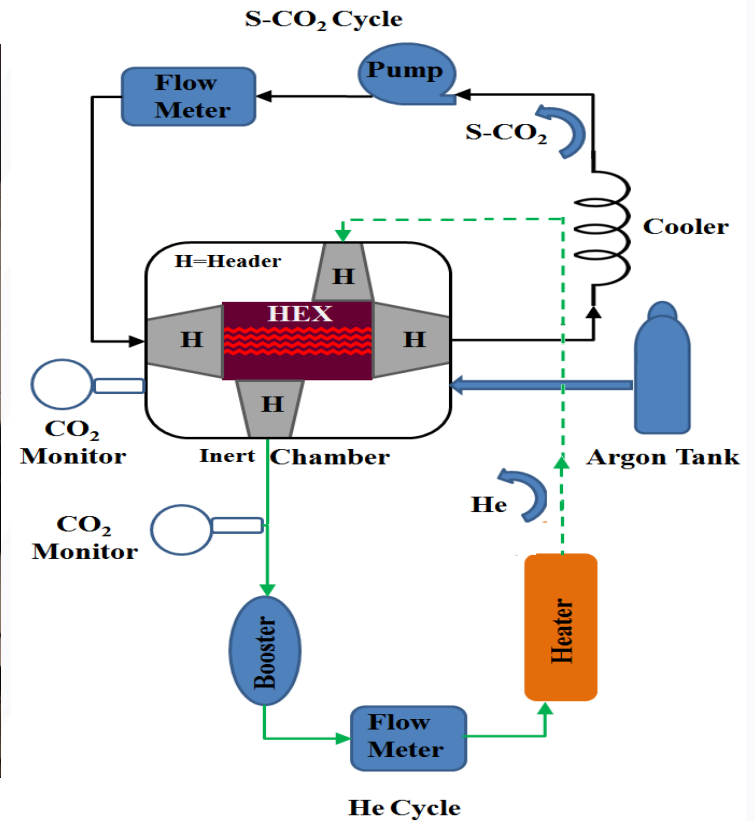 S-CO₂ Cycle
Pump
Flow
Meter
S-CO₂
Cooler
H=Header
H
HEX
H
H
H
CO₂
Monitor
Inert Chamber
Argon Tank
He
CO₂
Monitor
Booster
Heater
Flow
Meter
He Cycle